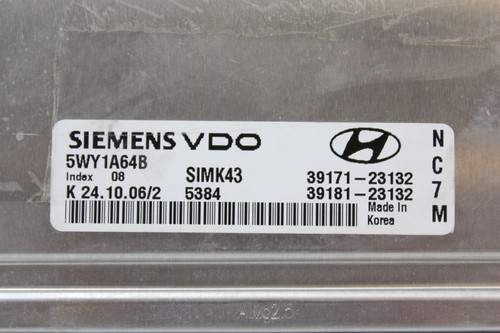 SIEMENS VDO
5WY1A64B
Index 08
SIMK43
39171-23132
K 24.10.06/2
5384
39181-23132
Made In
Korea
N
C
7
M